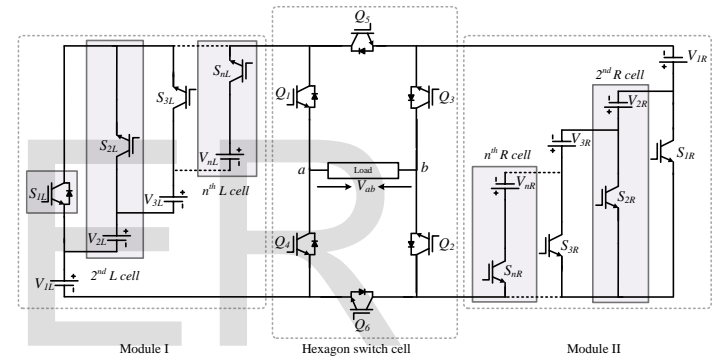 Q5
S1L
S2L
S3L
SnL
V1L
V2L
V3L
VnL
2nd L cell
nth L cell
Q1
Q3
a
Load
b
Vab
Q4
Q2
Q6
V1R
2nd R cell
V2R
V3R
nth R cell
VnR
S1R
S2R
S3R
SnR
Module I
Hexagon switch cell
Module II
ER